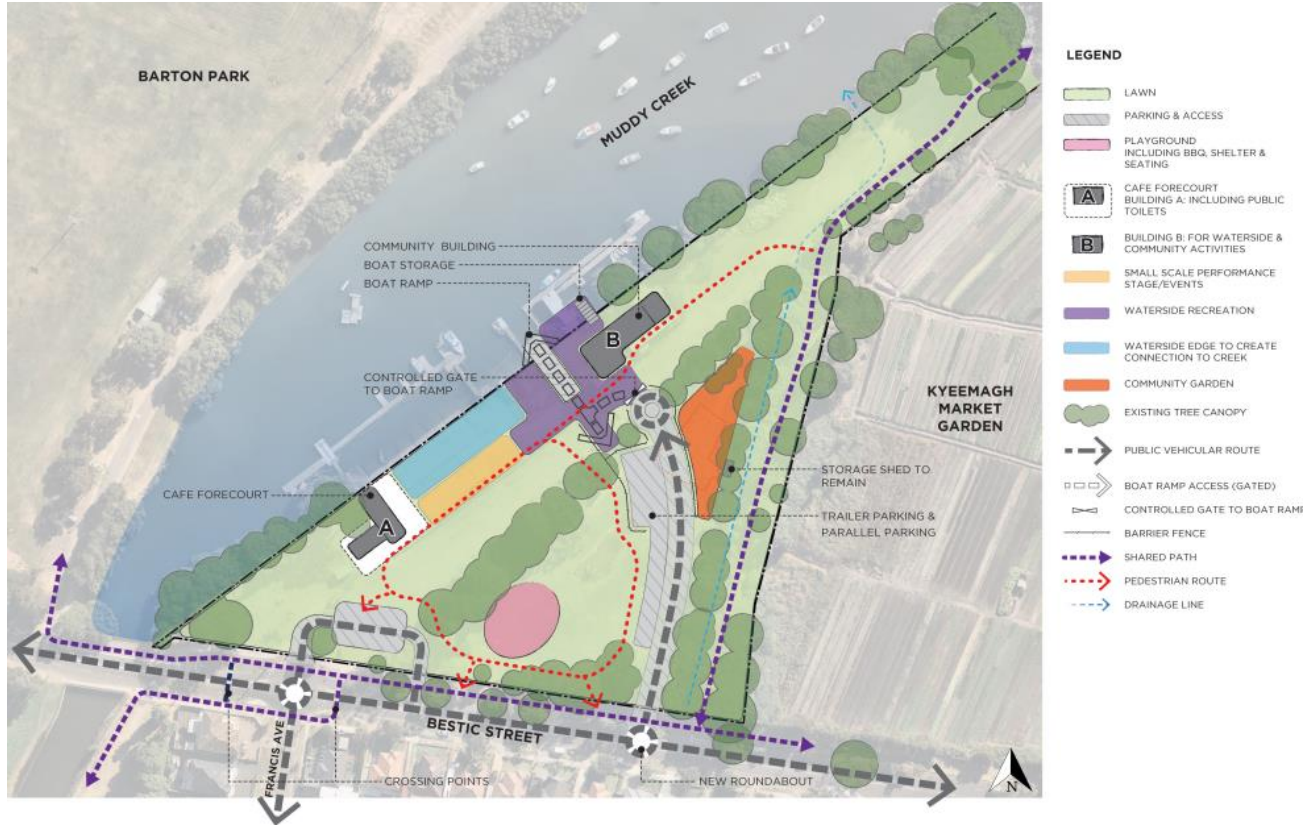 BARTON PARK
MUDDY CREEK
COMMUNITY BUILDING
BOAT STORAGE
BOAT RAMP
B
CONTROLLED GATE
TO BOAT RAMP
KYEEMAGH
MARKET
GARDEN
CAFE FORECOURT
A
STORAGE SHED TO
REMAIN
TRAILER PARKING &
PARALLEL PARKING
BESTIC STREET
FRANCIS AVE
CROSSING POINTS
NEW ROUNDABOUT
N
LEGEND
LAWN
PARKING & ACCESS
PLAYGROUND
INCLUDING BBQ, SHELTER &
SEATING
A
CAFE FORECOURT
BUILDING A: INCLUDING PUBLIC
TOILETS
B
BUILDING B: FOR WATERSIDE &
COMMUNITY ACTIVITIES
SMALL SCALE PERFORMANCE
STAGE/EVENTS
WATERSIDE RECREATION
WATERSIDE EDGE TO CREATE
CONNECTION TO CREEK
COMMUNITY GARDEN
EXISTING TREE CANOPY
PUBLIC VEHICULAR ROUTE
BOAT RAMP ACCESS (GATED)
CONTROLLED GATE TO BOAT RAMP
BARRIER FENCE
SHARED PATH
PEDESTRIAN ROUTE
DRAINAGE LINE